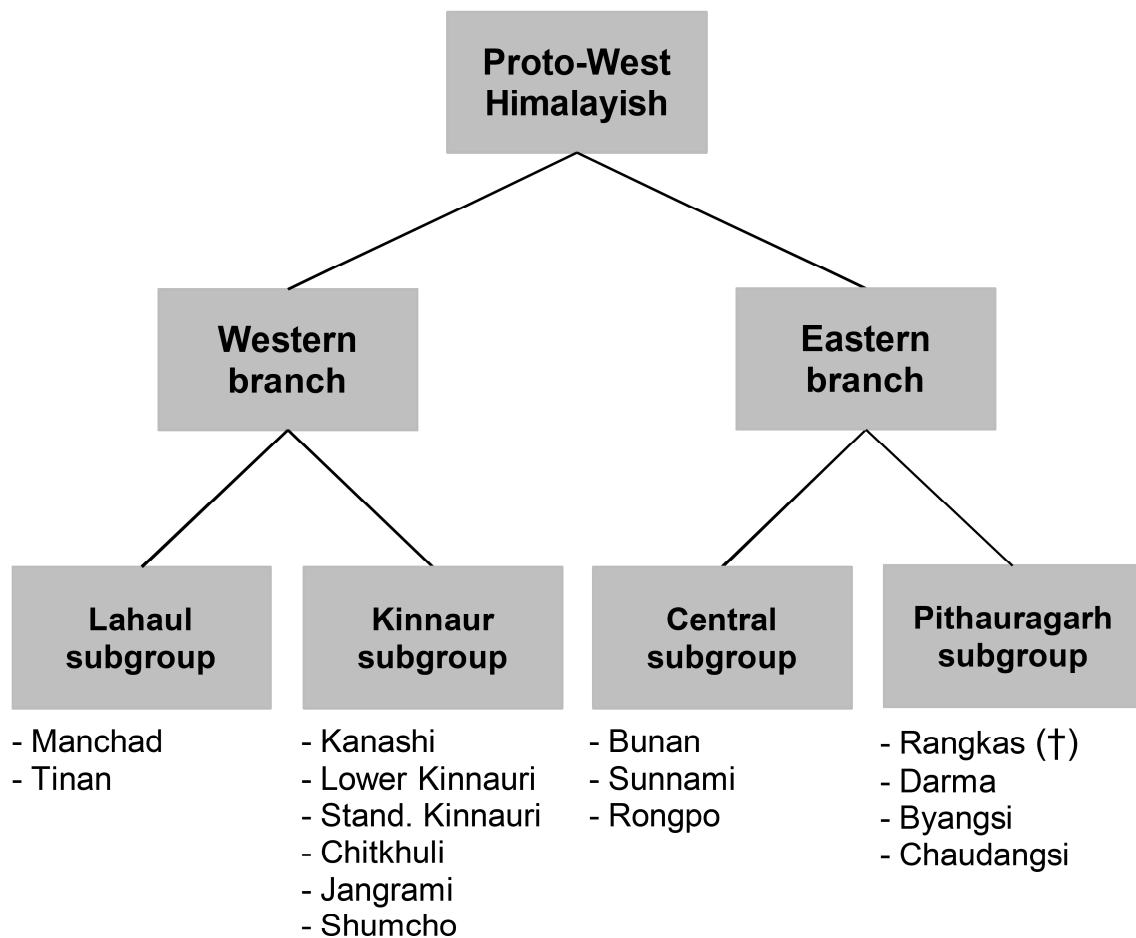 Proto-West
Himalayish
Western
branch
Eastern
branch
Lahaul
subgroup
Kinnaur
subgroup
Central
subgroup
Pithauragarh
subgroup
- Manchad
- Tinan
- Kanashi
- Lower Kinnauri
- Stand. Kinnauri
- Chitkhuli
- Jangrami
- Shumcho
- Bunan
- Sunnami
- Rongpo
- Rangkas (†)
- Darma
- Byangsi
- Chaudangsi